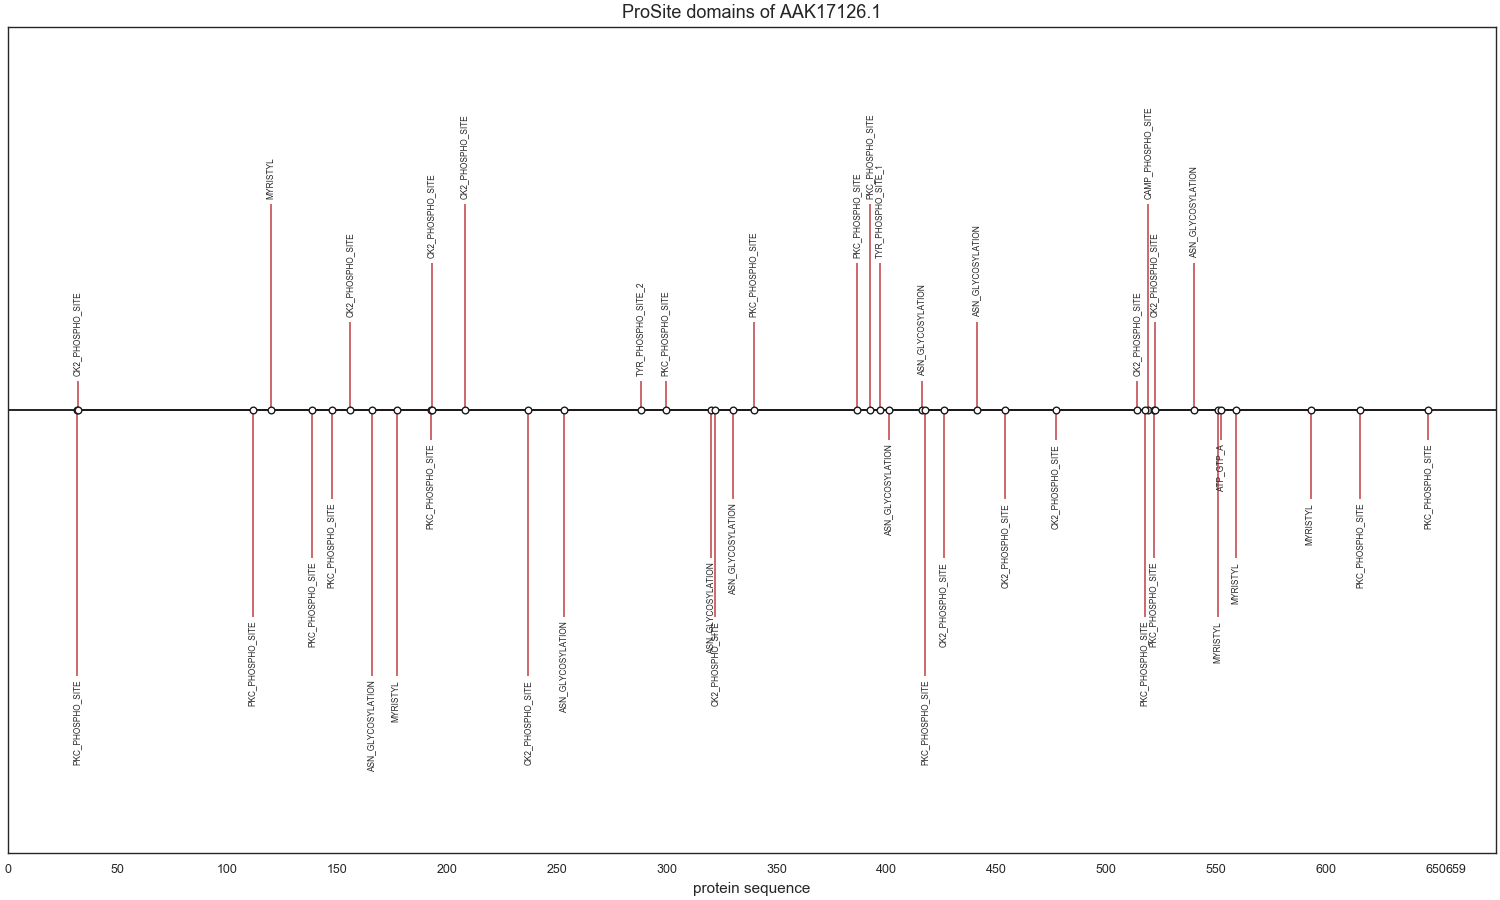 ProSite domains of AAK17126.1
CAMP_PHOSPHO_SITE
PKC_PHOSPHO_SITE
CK2_PHOSPHO_SITE
MYRISTYL
TYR_PHOSPHO_SITE_1
ASN_GLYCOSYLATION
CK2_PHOSPHO_SITE
PKC_PHOSPHO_SITE
ASN_GLYCOSYLATION
CK2_PHOSPHO_SITE
PKC_PHOSPHO_SITE
CK2_PHOSPHO_SITE
TYR_PHOSPHO_SITE_2
ASN_GLYCOSYLATION
CK2_PHOSPHO_SITE
PKC_PHOSPHO_SITE
CK2_PHOSPHO_SITE
PKC_PHOSPHO_SITE
ASN_GLYCOSYLATION
CK2_PHOSPHO_SITE
ATP_GTP_A
PKC_PHOSPHO_SITE
PKC_PHOSPHO_SITE
ASN_GLYCOSYLATION
CK2_PHOSPHO_SITE
MYRISTYL
PKC_PHOSPHO_SITE
PKC_PHOSPHO_SITE
ASN_GLYCOSYLATION
CK2_PHOSPHO_SITE
PKC_PHOSPHO_SITE
MYRISTYL
PKC_PHOSPHO_SITE
ASN_GLYCOSYLATION
CK2_PHOSPHO_SITE
PKC_PHOSPHO_SITE
MYRISTYL
PKC_PHOSPHO_SITE
ASN_GLYCOSYLATION
MYRISTYL
CK2_PHOSPHO_SITE
PKC_PHOSPHO_SITE
0 50 100 150 200 250 300 350 400 450 500 550 600 650 659
protein sequence